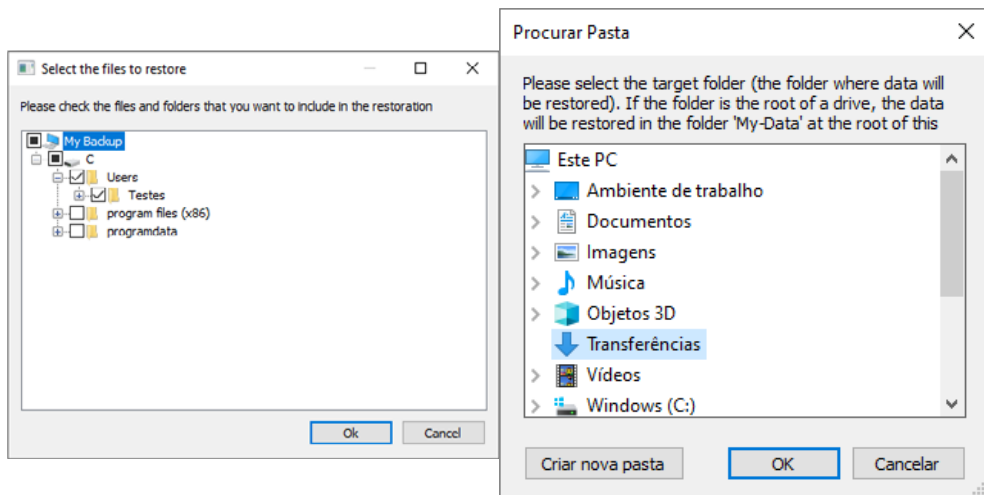 Select the files to restore
Please check the files and folders that you want to include in the restoration
My Backup
C
Users
Testes
program files (x86)
programdata
Ok
Cancel
Procurar Pasta
Please select the target folder (the folder where data will
be restored). If the folder is the root of a drive, the data
will be restored in the folder 'My-Data' at the root of this
Este PC
Ambiente de trabalho
Documentos
Imagens
Música
Objetos 3D
Transferências
Vídeos
Windows (C:)
Criar nova pasta
OK
Cancelar